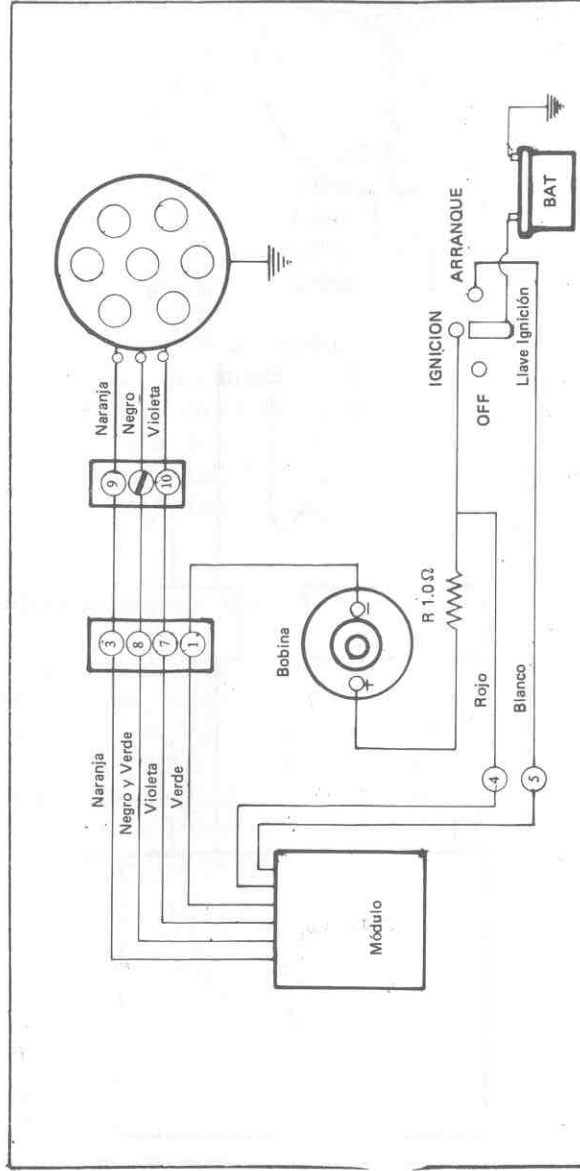 Naranja
Negro y Verde
Violeta
Verde
3
8
7
1
9
10
Naranja
Negro
Violeta
Bobina
+
−
R 1.0 Ω
Módulo
Rojo
Blanco
4
5
IGNICION
ARRANQUE
OFF
Llave Ignición
BAT